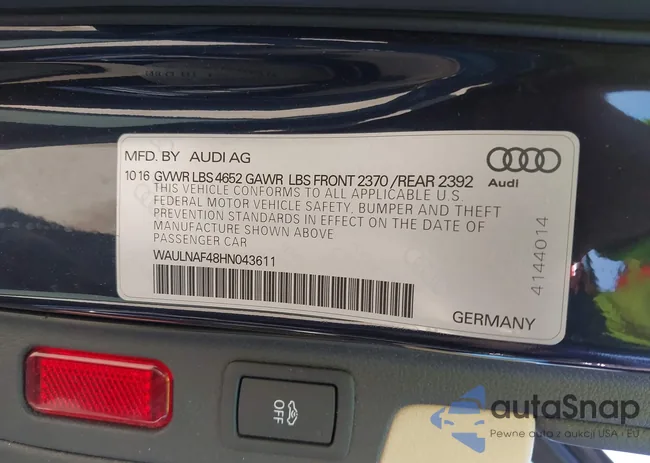 MFD. BY AUDI AG
Audi
10 16 GVWR LBS 4652 GAWR LBS FRONT 2370 /REAR 2392
THIS VEHICLE CONFORMS TO ALL APPLICABLE U.S.
FEDERAL MOTOR VEHICLE SAFETY, BUMPER AND THEFT
PREVENTION STANDARDS IN EFFECT ON THE DATE OF
MANUFACTURE SHOWN ABOVE
PASSENGER CAR
WAULNAF48HN043611
4144014
GERMANY
OFF
autoSnap
Pewne auta z aukcji USA i EU